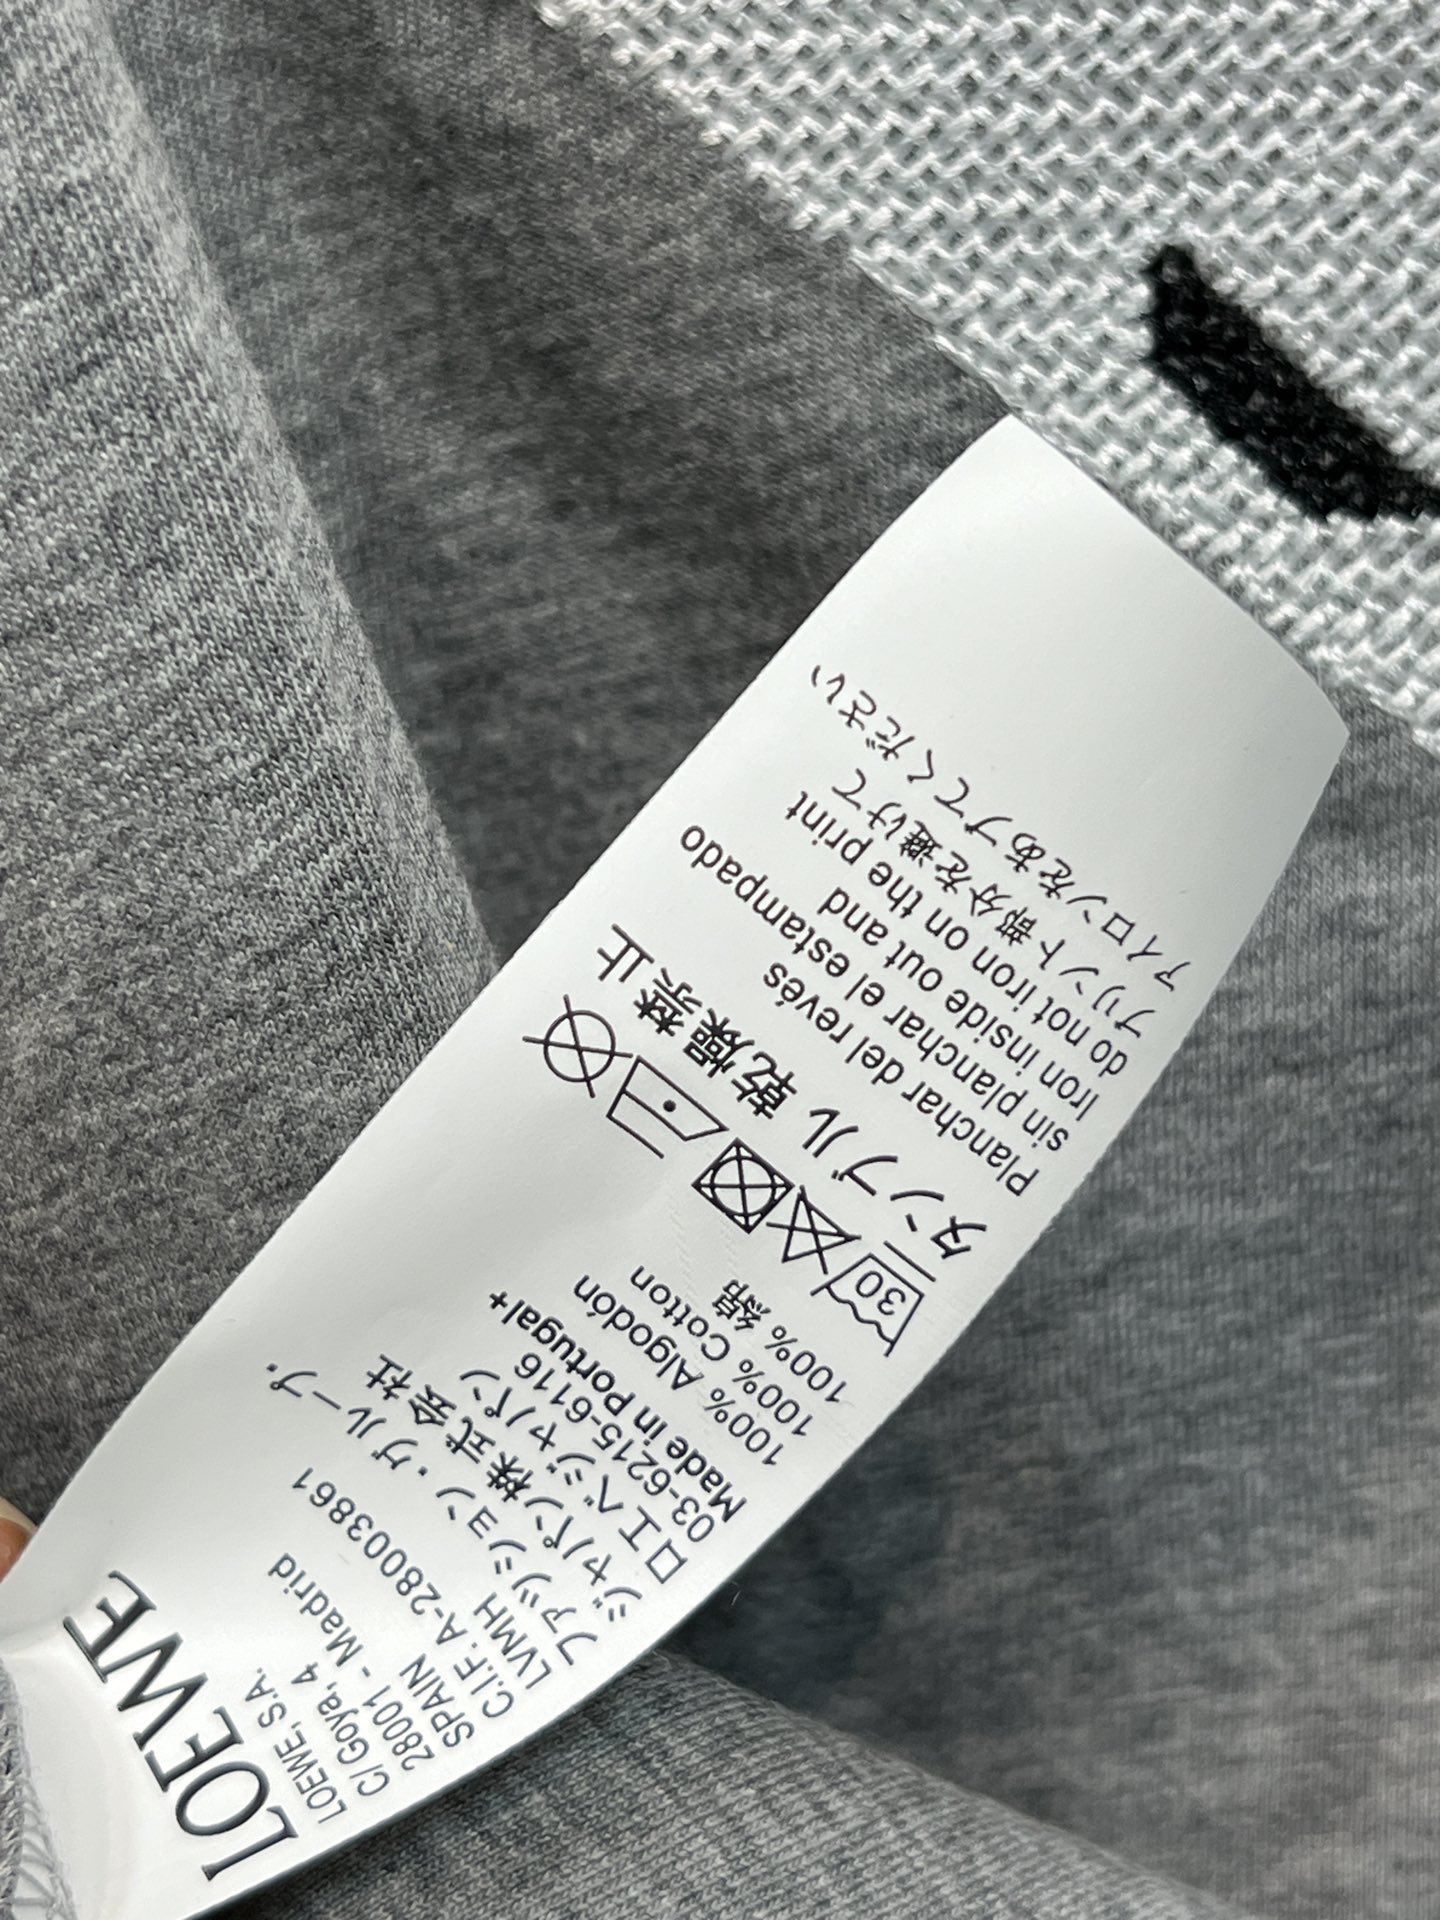 LOEWE
LOEWE, S.A.
C/ Goya, 4
28001 - Madrid
SPAIN
C.I.F. A-28003861
LVMH
ファッション・グループ・
ジャパン株式会社
ロエベジャパン
03-6215-6116
Made in Portugal+
100% Algodón
100% Cotton
100% 綿
30
タンブル 乾燥禁止
Planchar del revés
sin planchar el estampado
Iron inside out and
do not iron on the print
プリント部分を避けて
アイロンをあブてください